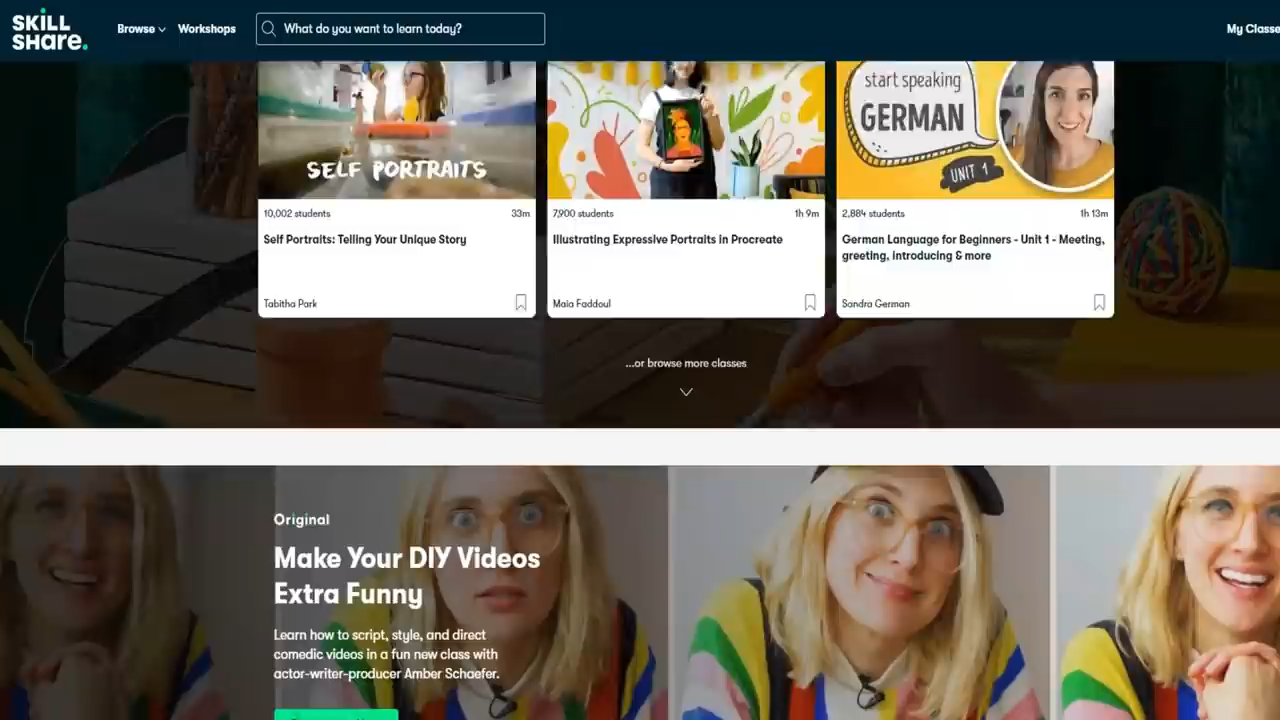 SKILL
SHare.
Browse
Workshops
What do you want to learn today?
My Classe
SELF PORTRAITS
start speaking
GERMAN
UNIT 1
10,002 students
33m
7,900 students
1h 9m
2,884 students
1h 13m
Self Portraits: Telling Your Unique Story
Illustrating Expressive Portraits in Procreate
German Language for Beginners - Unit 1 - Meeting,
greeting, introducing & more
Tabitha Park
Maia Faddoul
Sandra German
...or browse more classes
Original
Make Your DIY Videos
Extra Funny
Learn how to script, style, and direct
comedic videos in a fun new class with
actor-writer-producer Amber Schaefer.